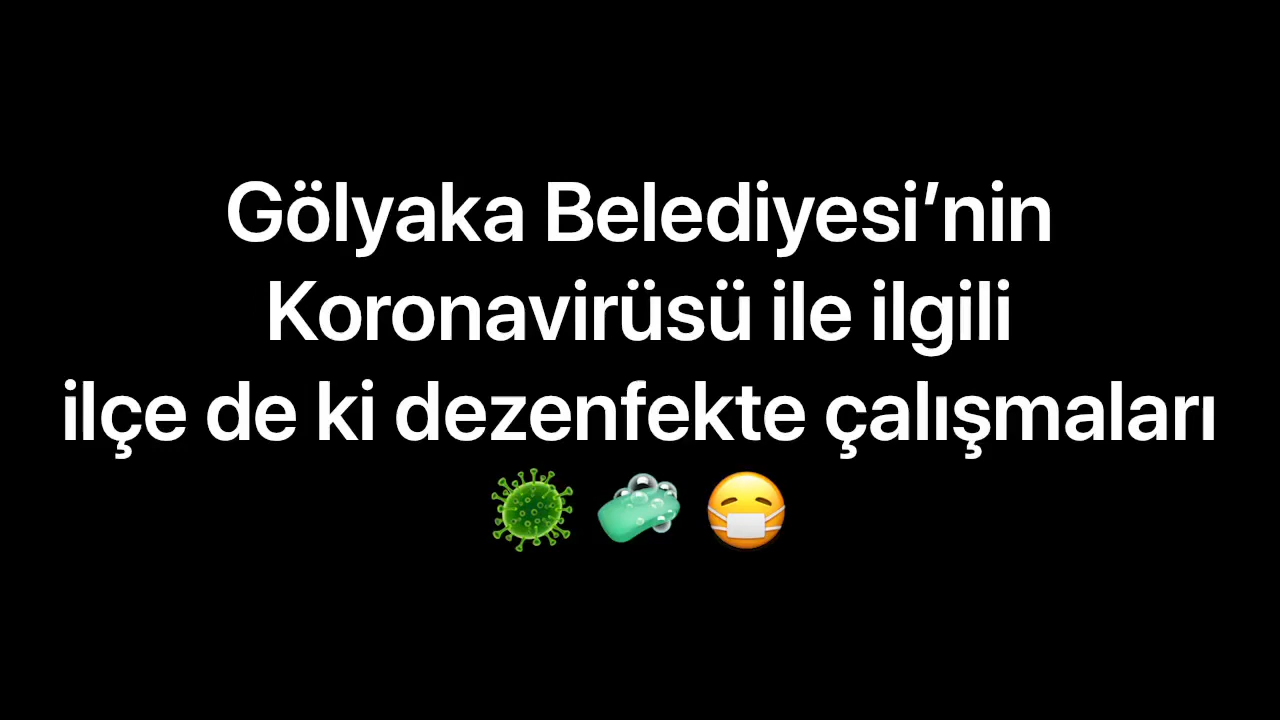 Gölyaka Belediyesi’nin
Koronavirüsü ile ilgili
ilçe de ki dezenfekte çalışmaları
🦠 🧼 😷